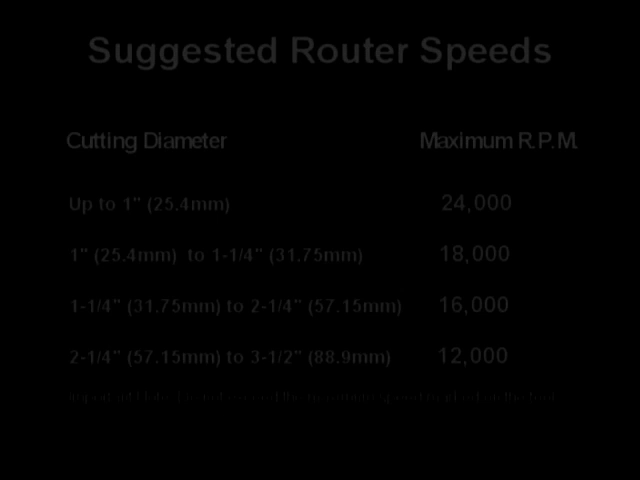 Suggested Router Speeds
Cutting Diameter Maximum R.P.M.
Up to 1" (25.4mm) 24,000
1" (25.4mm) to 1-1/4" (31.75mm) 18,000
1-1/4" (31.75mm) to 2-1/4" (57.15mm) 16,000
2-1/4" (57.15mm) to 3-1/2" (88.9mm) 12,000